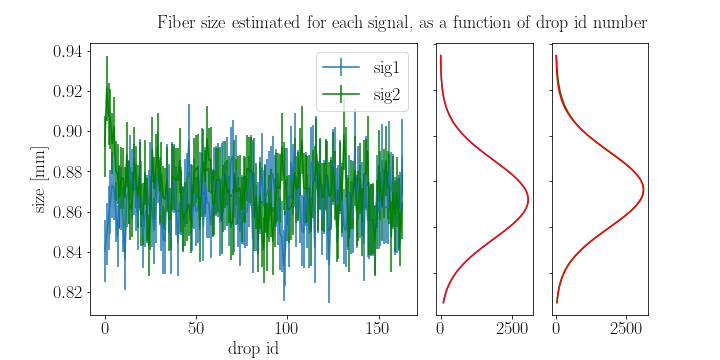 Fiber size estimated for each signal, as a function of drop id number
sig1
sig2
size [mm]
0.94
0.92
0.90
0.88
0.86
0.84
0.82
0 50 100 150
drop id
0 2500
0 2500